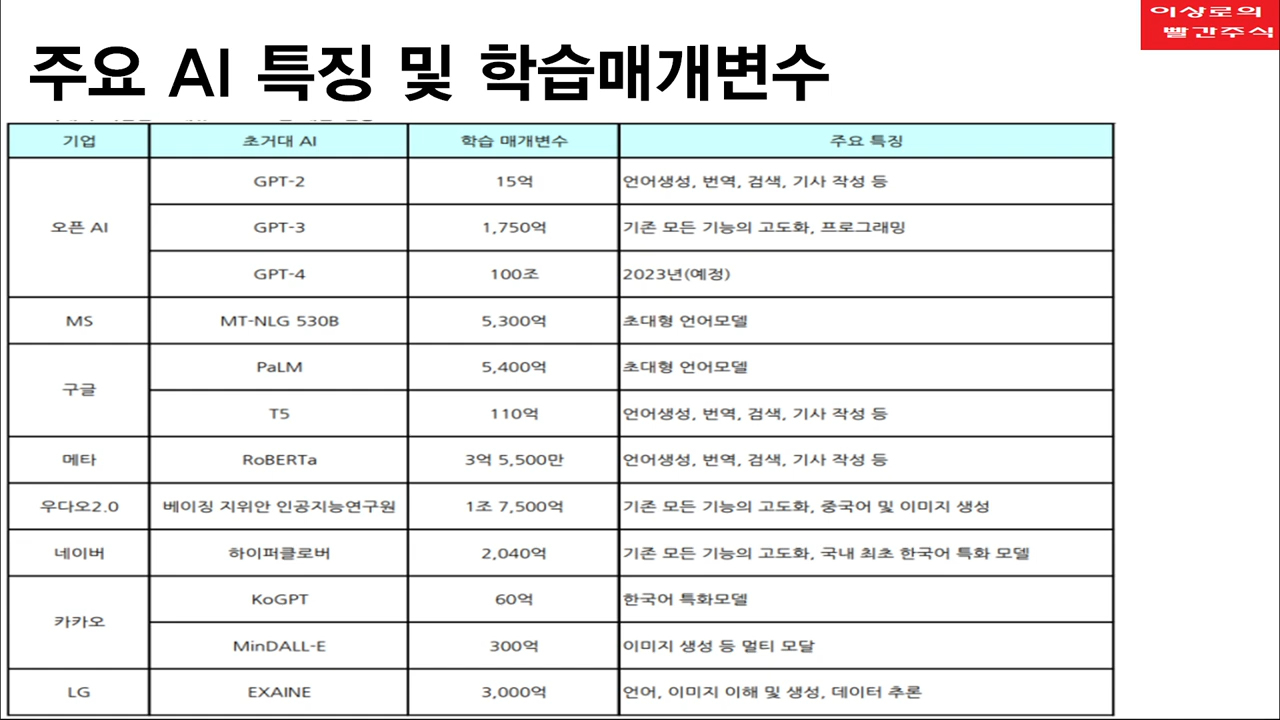 이상로의
빨간주식
주요 AI 특징 및 학습매개변수
기업 초거대 AI 학습 매개변수 주요 특징
오픈 AI
GPT-2 15억 언어생성, 번역, 검색, 기사 작성 등
GPT-3 1,750억 기존 모든 기능의 고도화, 프로그래밍
GPT-4 100조 2023년(예정)
MS MT-NLG 530B 5,300억 초대형 언어모델
구글
PaLM 5,400억 초대형 언어모델
T5 110억 언어생성, 번역, 검색, 기사 작성 등
메타 RoBERTa 3억 5,500만 언어생성, 번역, 검색, 기사 작성 등
우다오2.0 베이징 지위안 인공지능연구원 1조 7,500억 기존 모든 기능의 고도화, 중국어 및 이미지 생성
네이버 하이퍼클로버 2,040억 기존 모든 기능의 고도화, 국내 최초 한국어 특화 모델
카카오
KoGPT 60억 한국어 특화모델
MinDALL-E 300억 이미지 생성 등 멀티 모달
LG EXAINE 3,000억 언어, 이미지 이해 및 생성, 데이터 추론